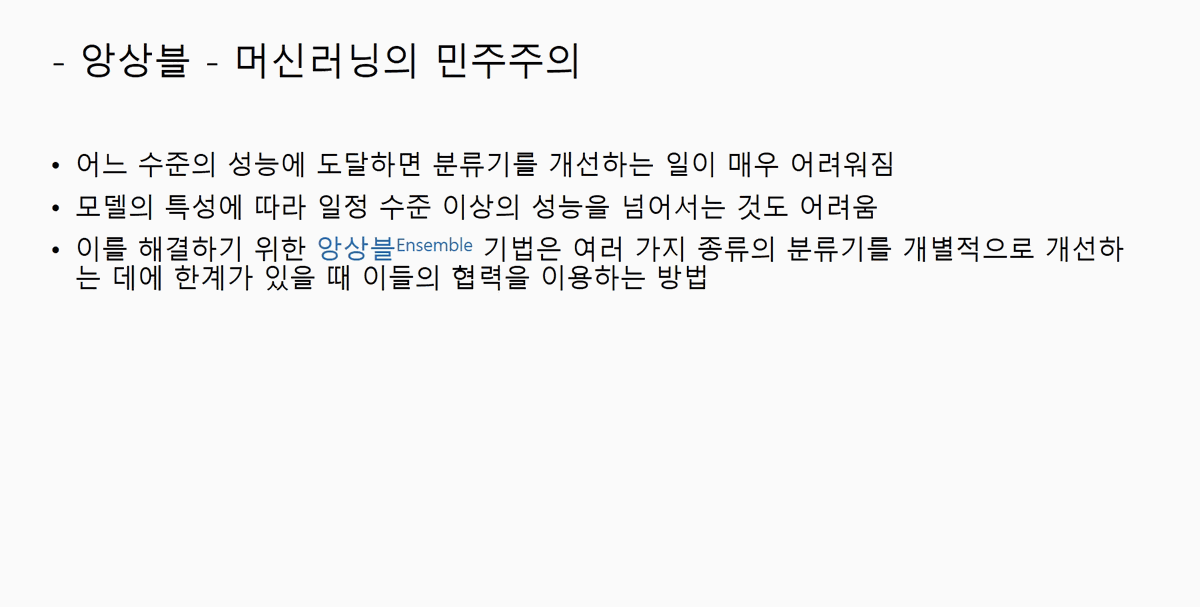 - 앙상블 - 머신러닝의 민주주의
• 어느 수준의 성능에 도달하면 분류기를 개선하는 일이 매우 어려워짐
• 모델의 특성에 따라 일정 수준 이상의 성능을 넘어서는 것도 어려움
• 이를 해결하기 위한 앙상블Ensemble 기법은 여러 가지 종류의 분류기를 개별적으로 개선하
는 데에 한계가 있을 때 이들의 협력을 이용하는 방법